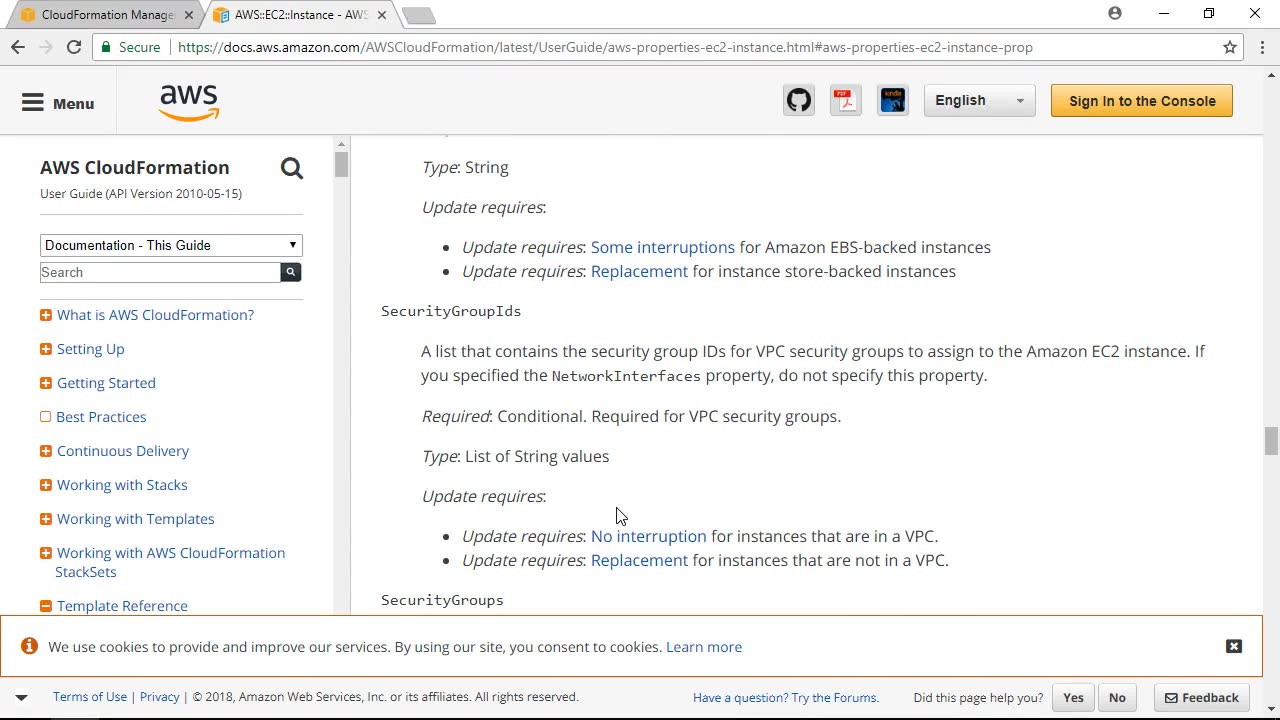 CloudFormation Manage
AWS::EC2::Instance - AWS
Secure
https://docs.aws.amazon.com/AWSCloudFormation/latest/UserGuide/aws-properties-ec2-instance.html#aws-properties-ec2-instance-prop
Menu
aws
PDF
kindle
English
Sign In to the Console
AWS CloudFormation
User Guide (API Version 2010-05-15)
Documentation - This Guide
Search
What is AWS CloudFormation?
Setting Up
Getting Started
Best Practices
Continuous Delivery
Working with Stacks
Working with Templates
Working with AWS CloudFormation
StackSets
Template Reference
Type: String
Update requires:
Update requires: Some interruptions for Amazon EBS-backed instances
Update requires: Replacement for instance store-backed instances
SecurityGroupIds
A list that contains the security group IDs for VPC security groups to assign to the Amazon EC2 instance. If
you specified the NetworkInterfaces property, do not specify this property.
Required: Conditional. Required for VPC security groups.
Type: List of String values
Update requires:
Update requires: No interruption for instances that are in a VPC.
Update requires: Replacement for instances that are not in a VPC.
SecurityGroups
We use cookies to provide and improve our services. By using our site, you consent to cookies. Learn more
Terms of Use | Privacy | © 2018, Amazon Web Services, Inc. or its affiliates. All rights reserved.
Have a question? Try the Forums.
Did this page help you?
Yes
No
Feedback